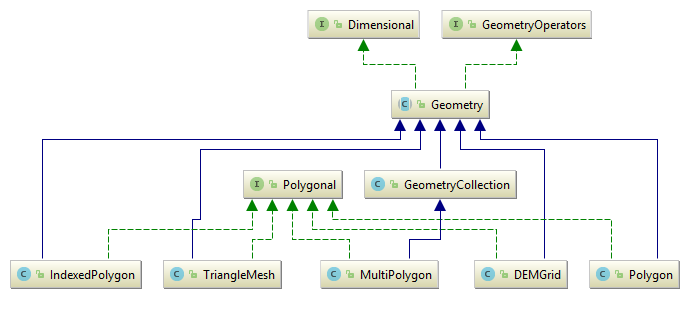 I Dimensional
I GeometryOperators
C Geometry
I Polygonal
C GeometryCollection
C IndexedPolygon
C TriangleMesh
C MultiPolygon
C DEMGrid
C Polygon